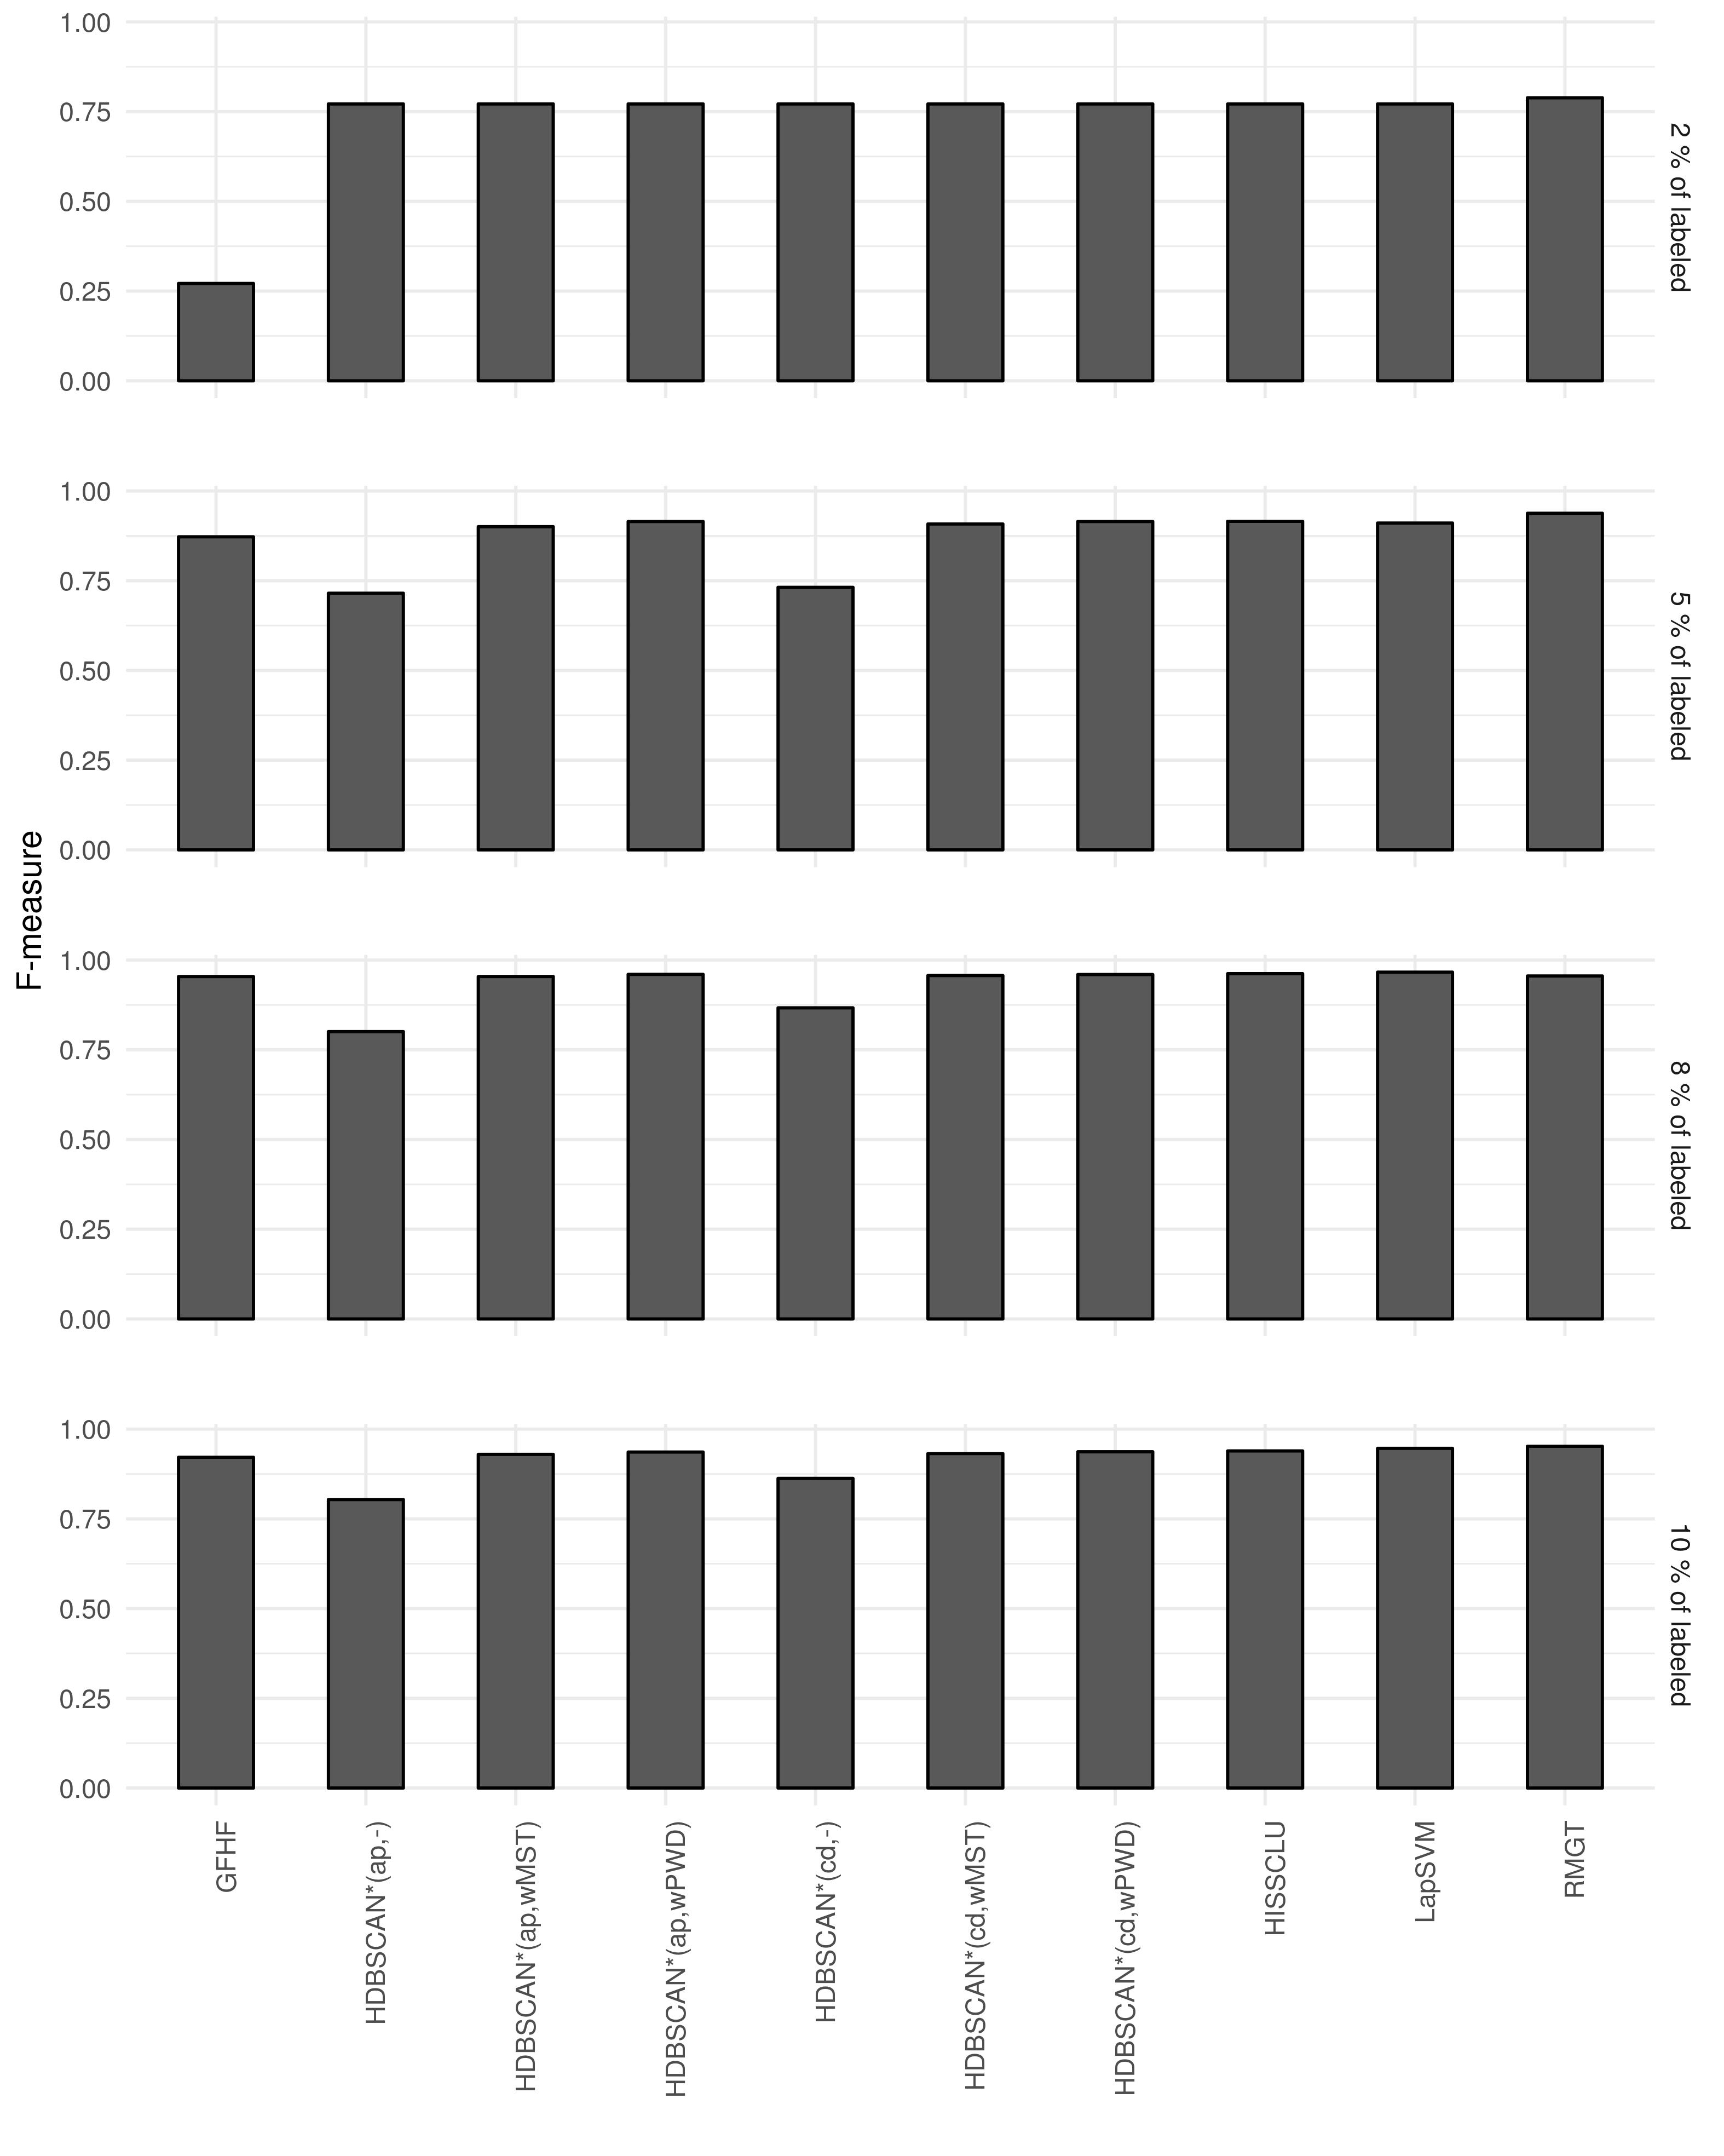 F-measure
1.00
0.75
0.50
0.25
0.00
2 % of labeled
1.00
0.75
0.50
0.25
0.00
5 % of labeled
1.00
0.75
0.50
0.25
0.00
8 % of labeled
1.00
0.75
0.50
0.25
0.00
10 % of labeled
GFHF
HDBSCAN*(ap,-)
HDBSCAN*(ap,wMST)
HDBSCAN*(ap,wPWD)
HDBSCAN*(cd,-)
HDBSCAN*(cd,wMST)
HDBSCAN*(cd,wPWD)
HISSCLU
LapSVM
RMGT